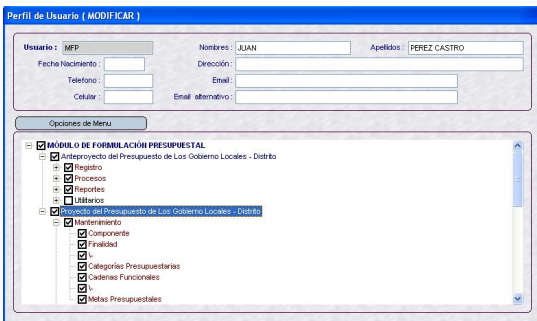 Perfil de Usuario ( MODIFICAR )
Usuario : MFP Nombres : JUAN Apellidos : PEREZ CASTRO
Fecha Nacimiento : Dirección :
Telefono : Email :
Celular : Email alternativo :
Opciones de Menu
MÓDULO DE FORMULACIÓN PRESUPUESTAL
Anteproyecto del Presupuesto de Los Gobierno Locales - Distrito
Registro
Procesos
Reportes
Utilitarios
Proyecto del Presupuesto de Los Gobierno Locales - Distrito
Mantenimiento
Componente
Finalidad
\-
Categorías Presupuestarias
Cadenas Funcionales
\-
Metas Presupuestales